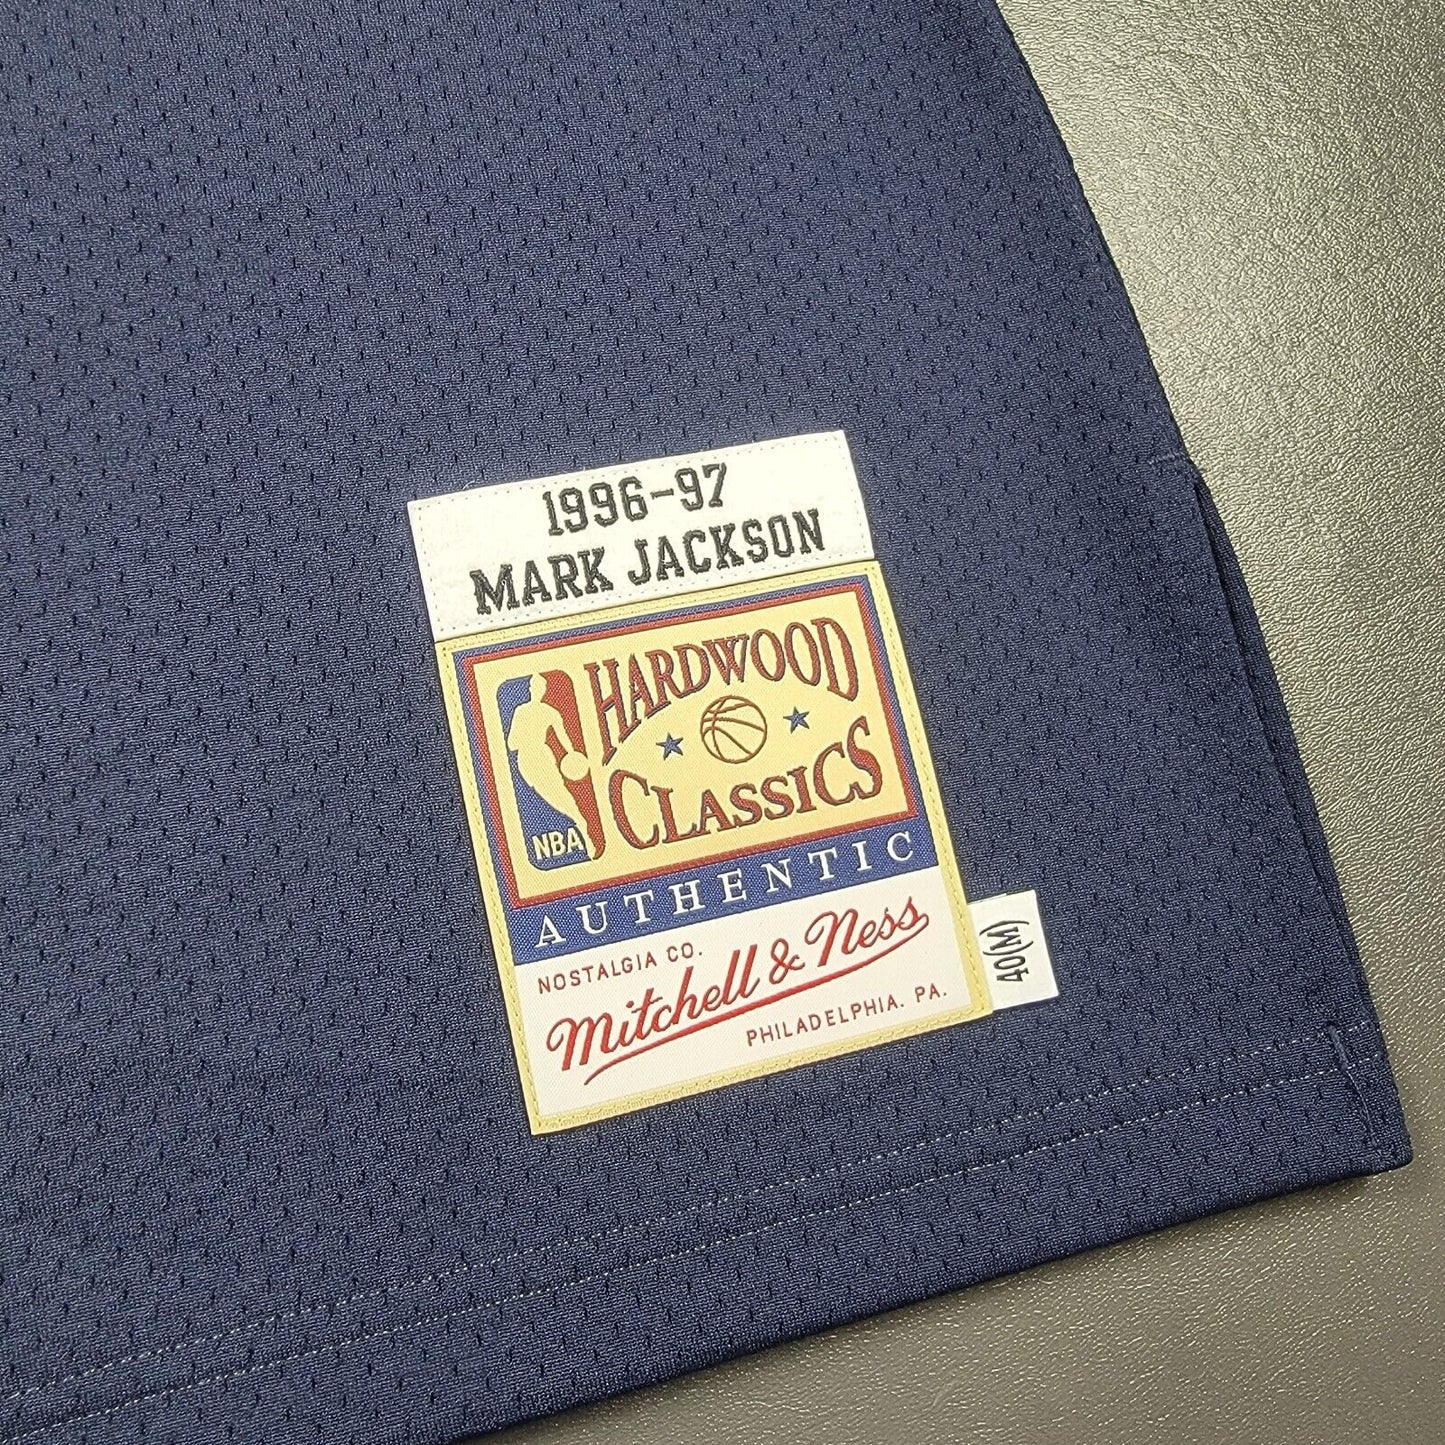 1996-97
MARK JACKSON
HARDWOOD
CLASSICS
NBA
AUTHENTIC
NOSTALGIA CO.
Mitchell & Ness
PHILADELPHIA. PA.
40(M)